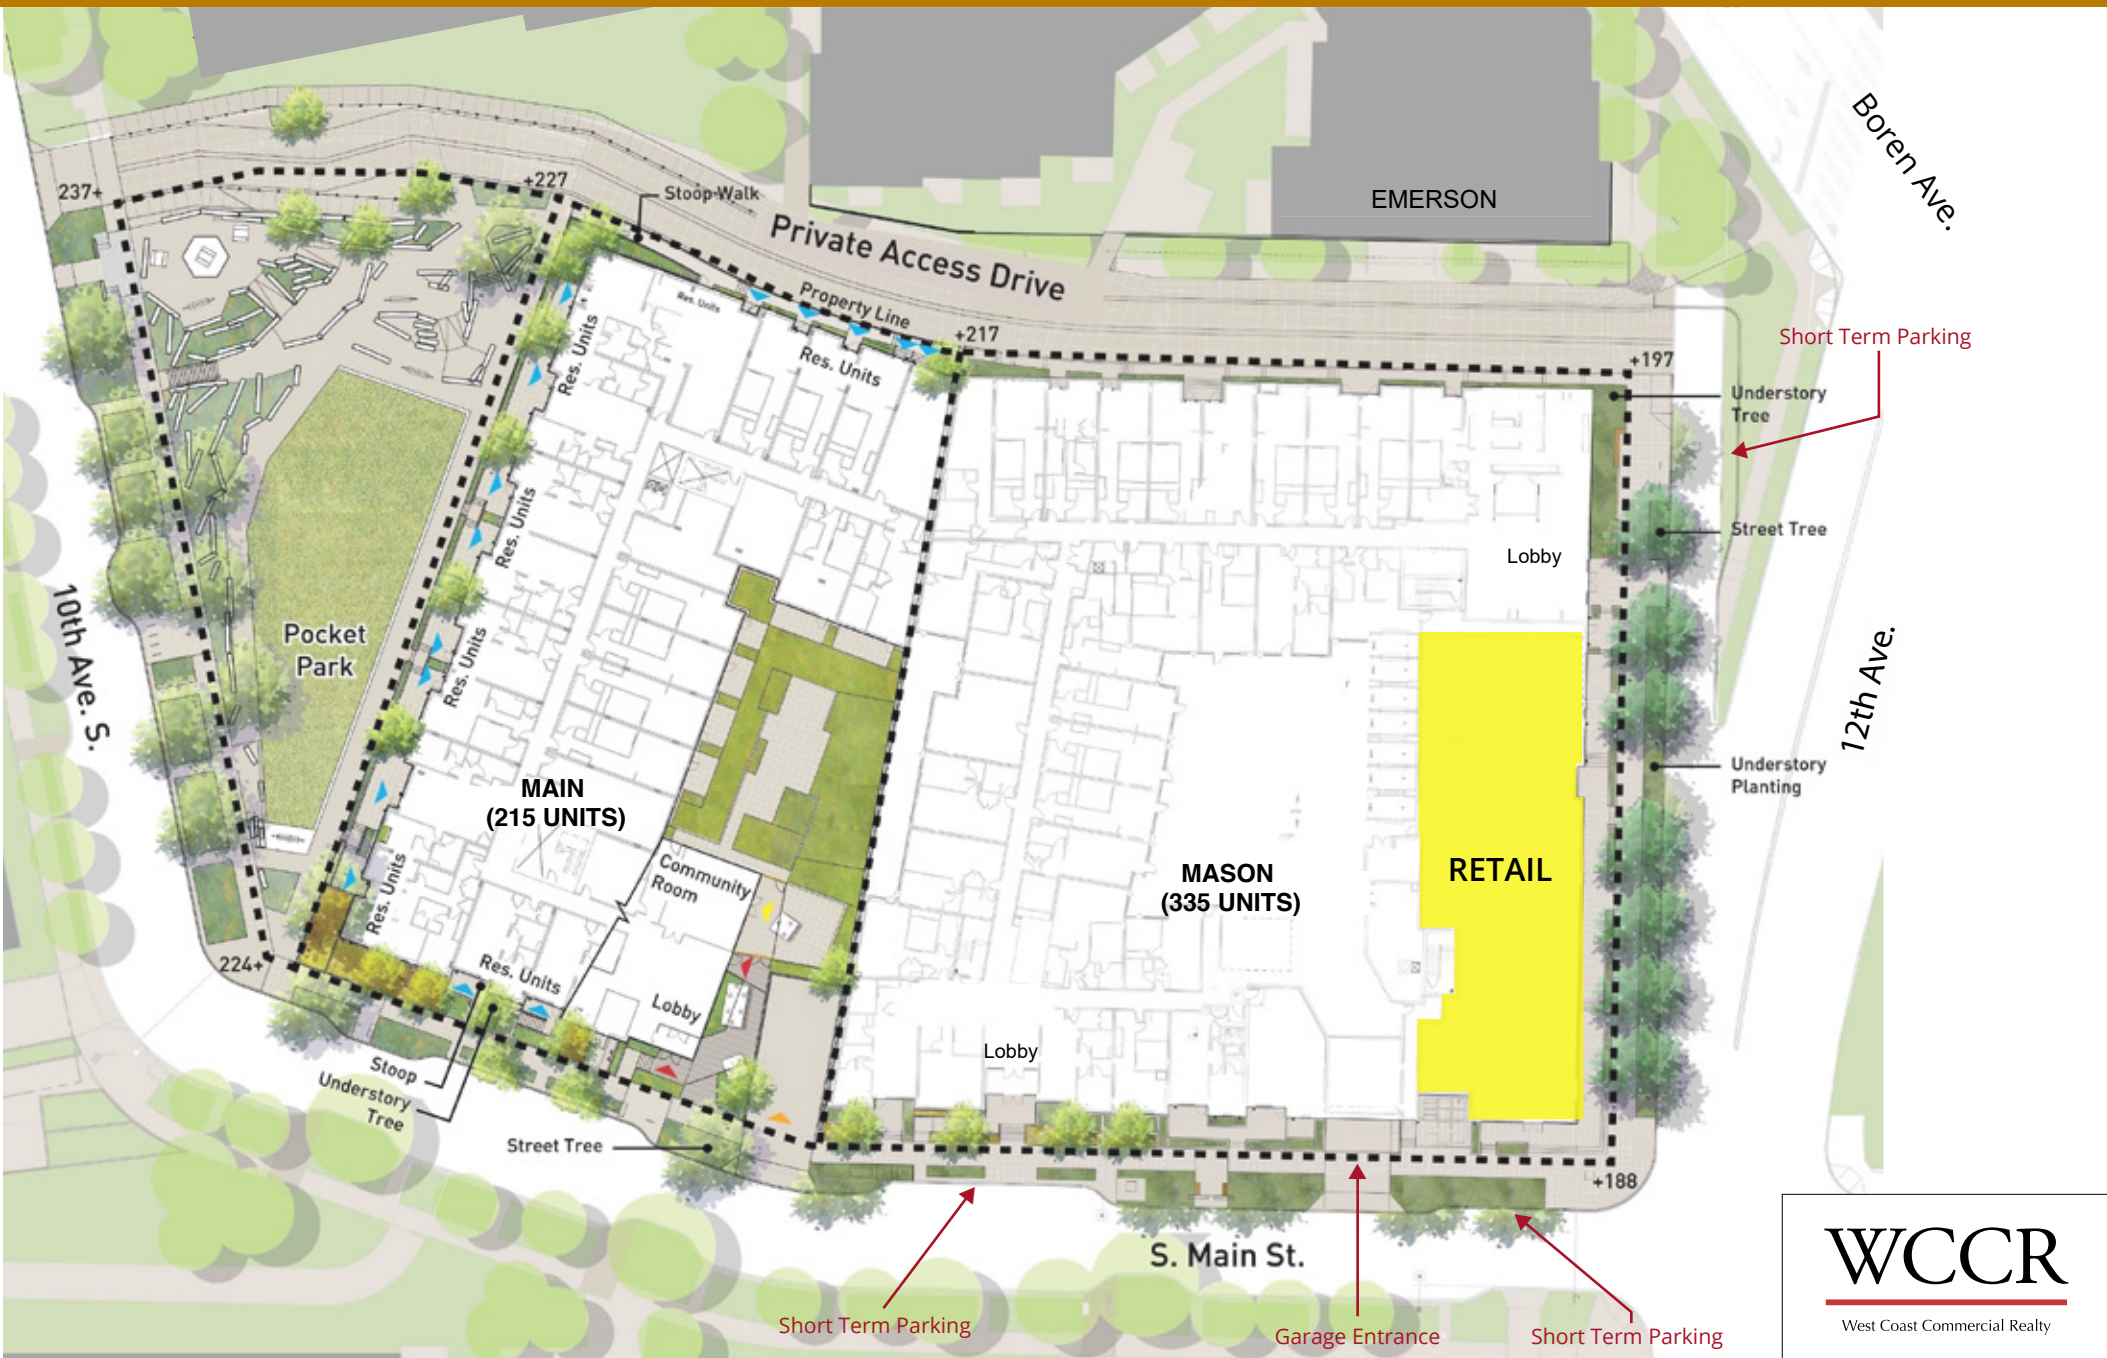 Boren Ave.
237+
+227
Stoop Walk
EMERSON
Private Access Drive
Res. Units
Property Line
+217
Res. Units
Res. Units
Short Term Parking
+197
Understory
Tree
Res. Units
Street Tree
Lobby
10th Ave. S.
Pocket
Park
Res. Units
12th Ave.
MAIN
(215 UNITS)
Understory
Planting
Community
Room
MASON
(335 UNITS)
RETAIL
Res. Units
224+
Res. Units
Lobby
Lobby
Stoop
Understory
Tree
Street Tree
+188
S. Main St.
Short Term Parking
Garage Entrance
Short Term Parking
WCCR
West Coast Commercial Realty